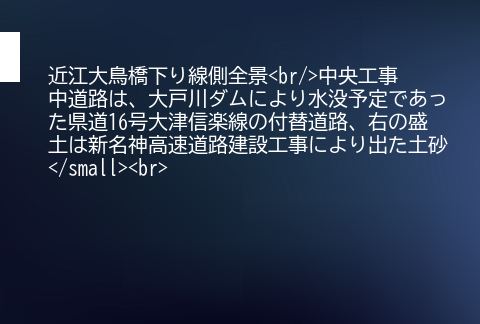 近江大鳥橋下り線側全景<br/>中央工事
中道路は、大戸川ダムにより水没予定であっ
た県道16号大津信楽線の付替道路、右の盛
土は新名神高速道路建設工事により出た土砂
</small><br>